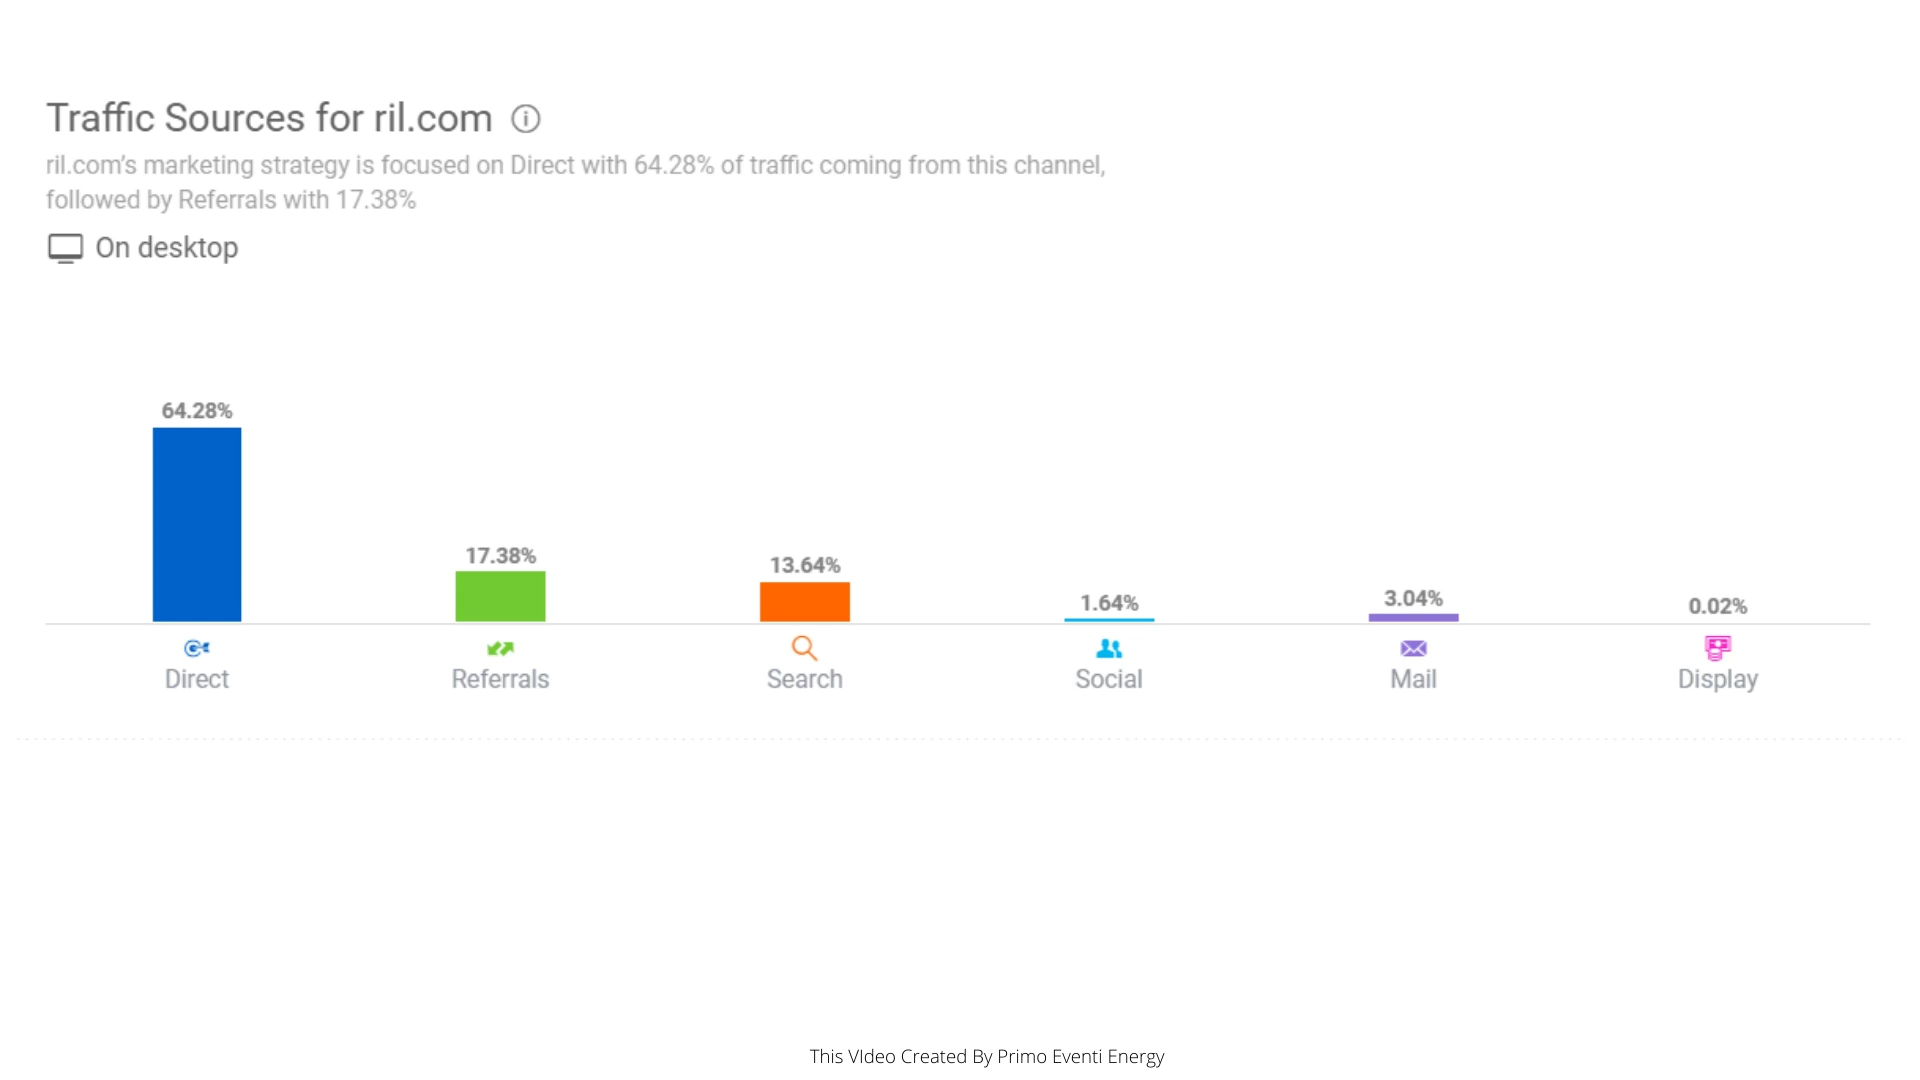 Traffic Sources for ril.com
ril.com's marketing strategy is focused on Direct with 64.28% of traffic coming from this channel,
followed by Referrals with 17.38%
On desktop
64.28%
17.38%
13.64%
1.64%
3.04%
0.02%
Direct
Referrals
Search
Social
Mail
Display
This VIdeo Created By Primo Eventi Energy